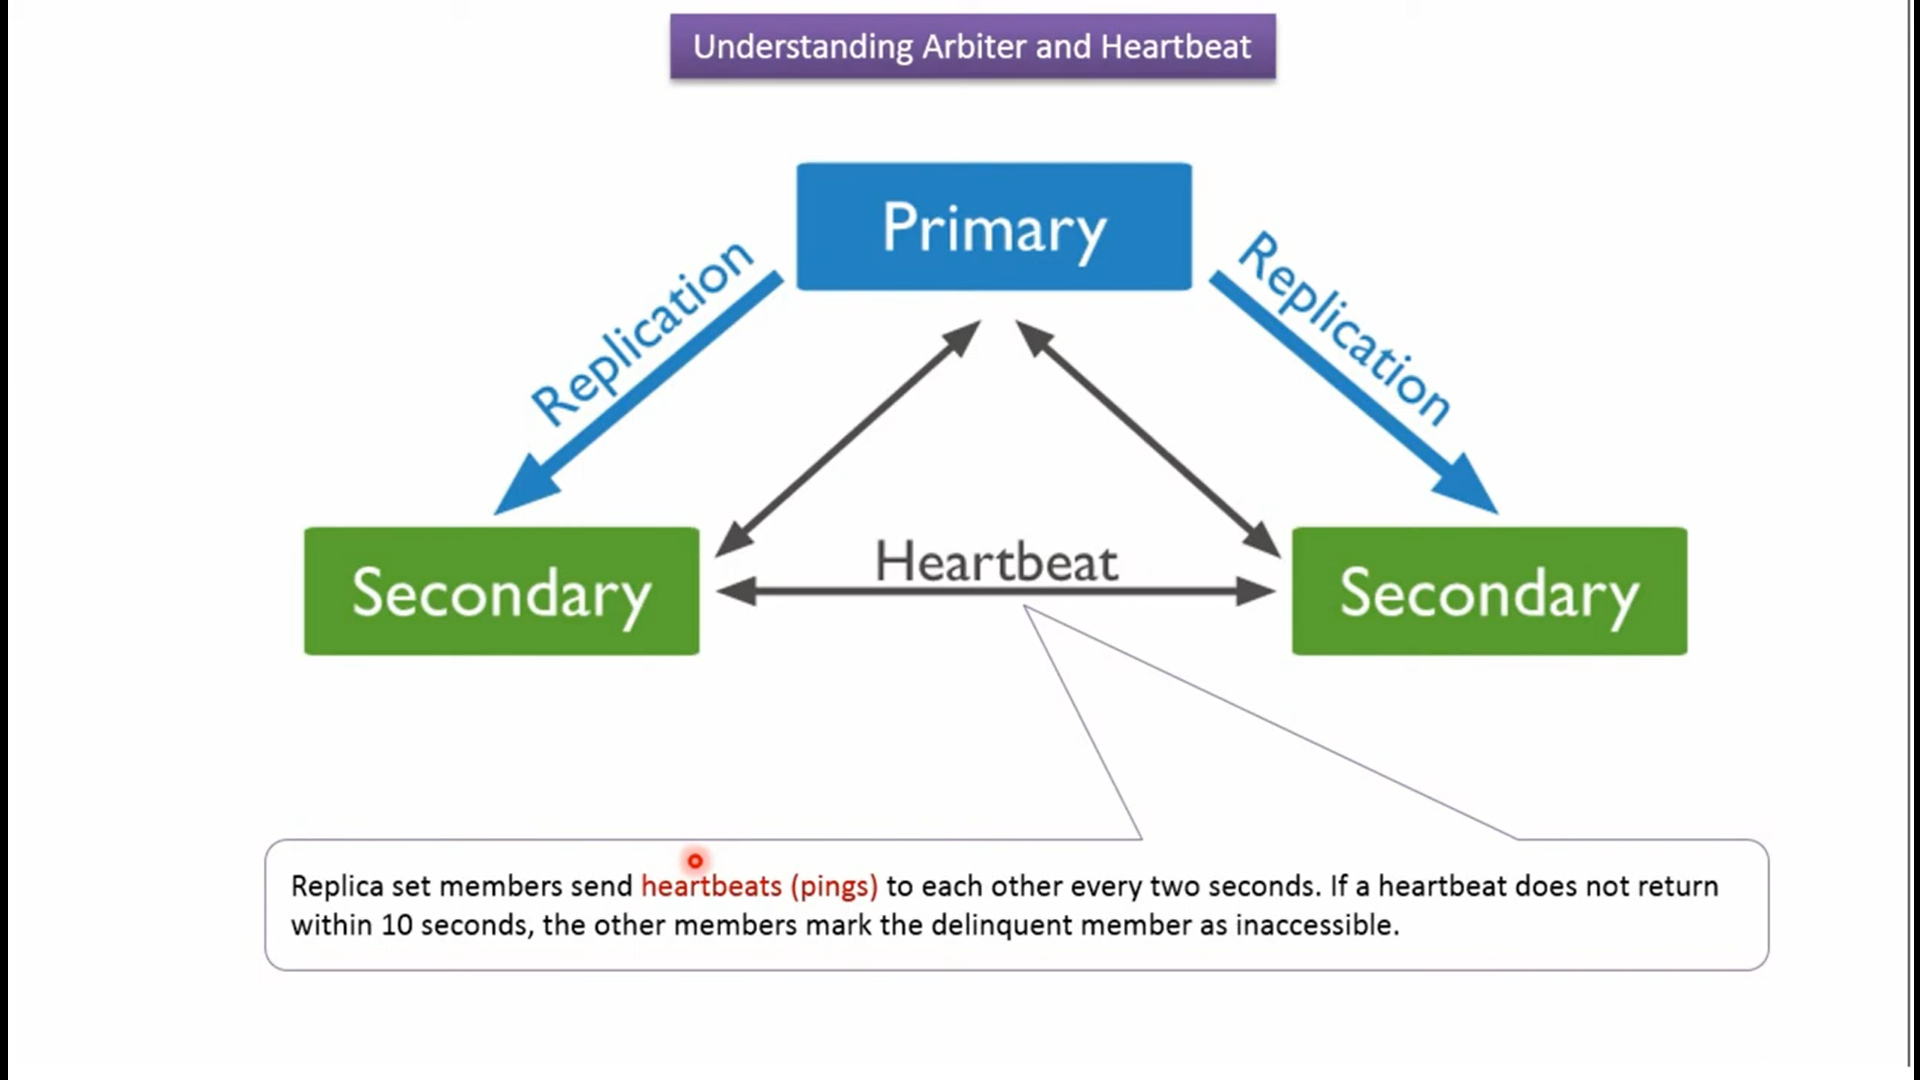 Understanding Arbiter and Heartbeat
Primary
Replication
Replication
Heartbeat
Secondary
Secondary
Replica set members send heartbeats (pings) to each other every two seconds. If a heartbeat does not return
within 10 seconds, the other members mark the delinquent member as inaccessible.